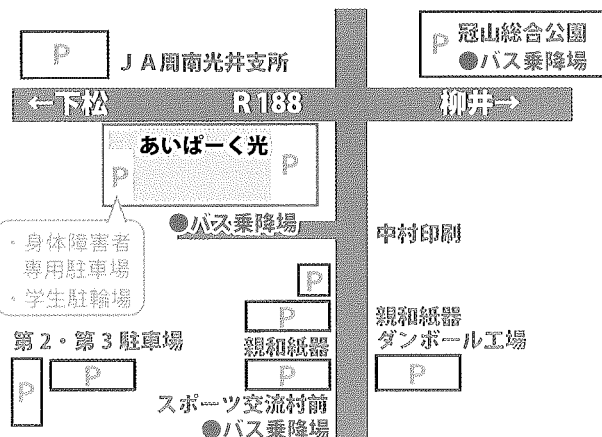 P
JA周南光井支所
P
冠山総合公園
●バス乗降場
←下松
R188
柳井→
あいぱーく光
P
P
●バス乗降場
・身体障害者
専用駐車場
・学生駐輪場
中村印刷
P
P
親和紙器
P
親和紙器
ダンボール工場
P
第2・第3駐車場
P
P
スポーツ交流村前
●バス乗降場